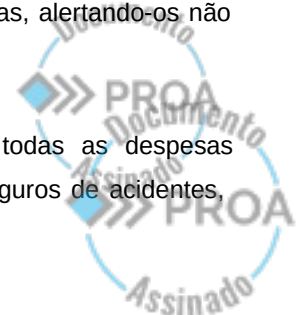 as, alertando-os não
Documento
PROA
Assinado
todas as despesas
Documento
guros de acidentes,
PROA
Assinado